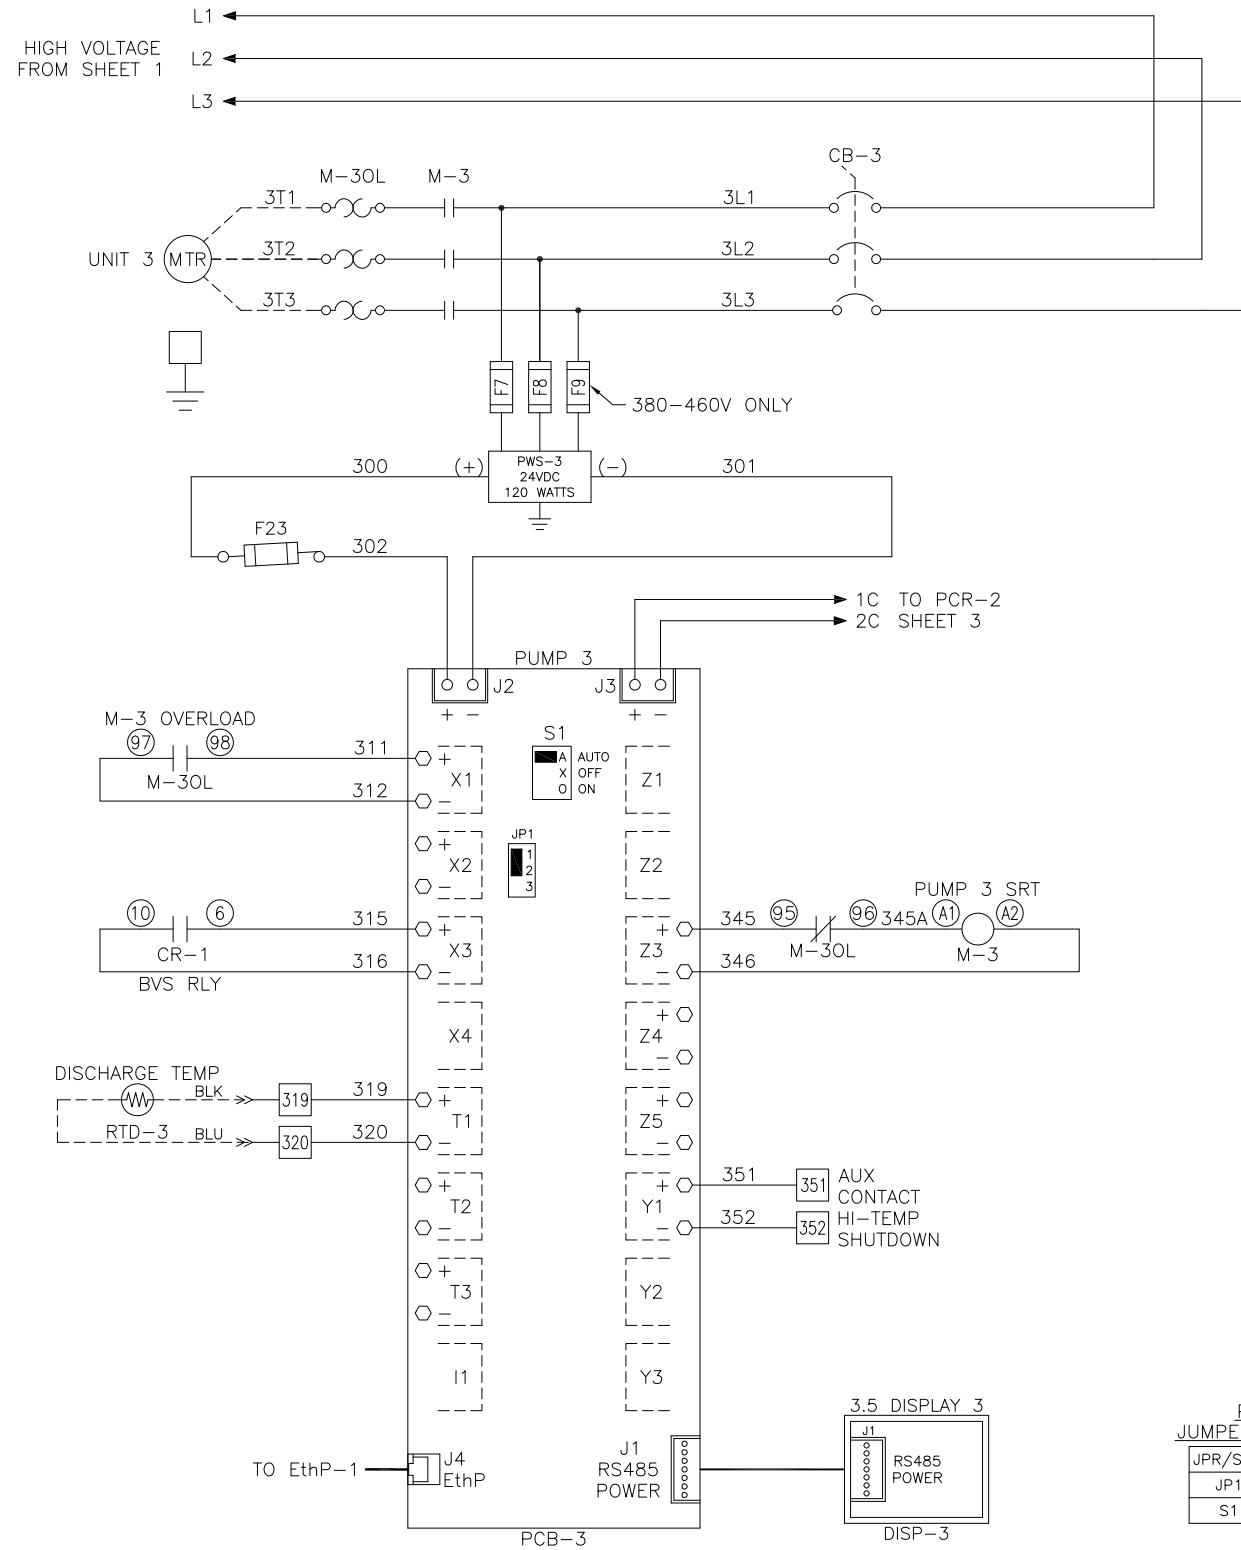 L1
HIGH VOLTAGE
FROM SHEET 1
L2
L3
CB-3
M-3OL
M-3
3T1
3L1
UNIT 3
MTR
3T2
3L2
3T3
3L3
F7
F8
F9
380-460V ONLY
300
(+)
PWS-3
24VDC
120 WATTS
(-)
301
F23
302
1C TO PCR-2
2C SHEET 3
PUMP 3
J2
J3
+ -
+ -
M-3 OVERLOAD
97
98
311
M-3OL
312
+
X1
-
S1
A AUTO
X OFF
O ON
Z1
JP1
1
2
3
+
X2
-
Z2
10
6
315
CR-1
316
BVS RLY
+
X3
-
Z3
+
-
345
95
96
345A
PUMP 3 SRT
A1
A2
M-3OL
M-3
346
X4
Z4
+
-
DISCHARGE TEMP
BLK
319
319
RTD-3
BLU
320
320
+
T1
-
Z5
+
-
+
T2
-
Y1
+
-
351
351
AUX
CONTACT
352
352
HI-TEMP
SHUTDOWN
+
T3
-
Y2
I1
Y3
TO EthP-1
J4
EthP
J1
RS485
POWER
3.5 DISPLAY 3
J1
RS485
POWER
DISP-3
PCB-3
JUMPE
JPR/S
JP1
S1